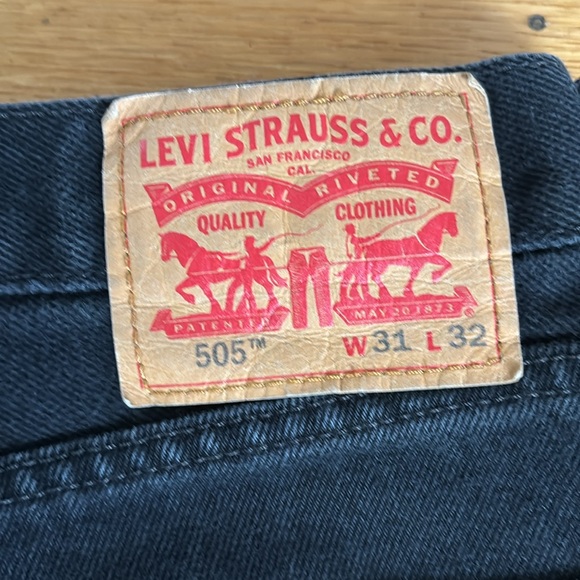 LEVI STRAUSS & CO.
SAN FRANCISCO
CAL.
ORIGINAL RIVETED
QUALITY CLOTHING
PATENTED MAY 20 1873 ®
505™ W 31 L 32